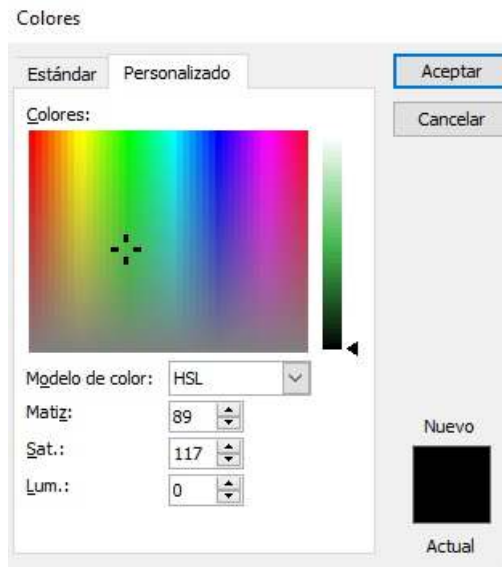 Colores
Estándar Personalizado
Aceptar
Cancelar
Colores:
Modelo de color: HSL
Matiz: 89
Sat.: 117
Lum.: 0
Nuevo
Actual